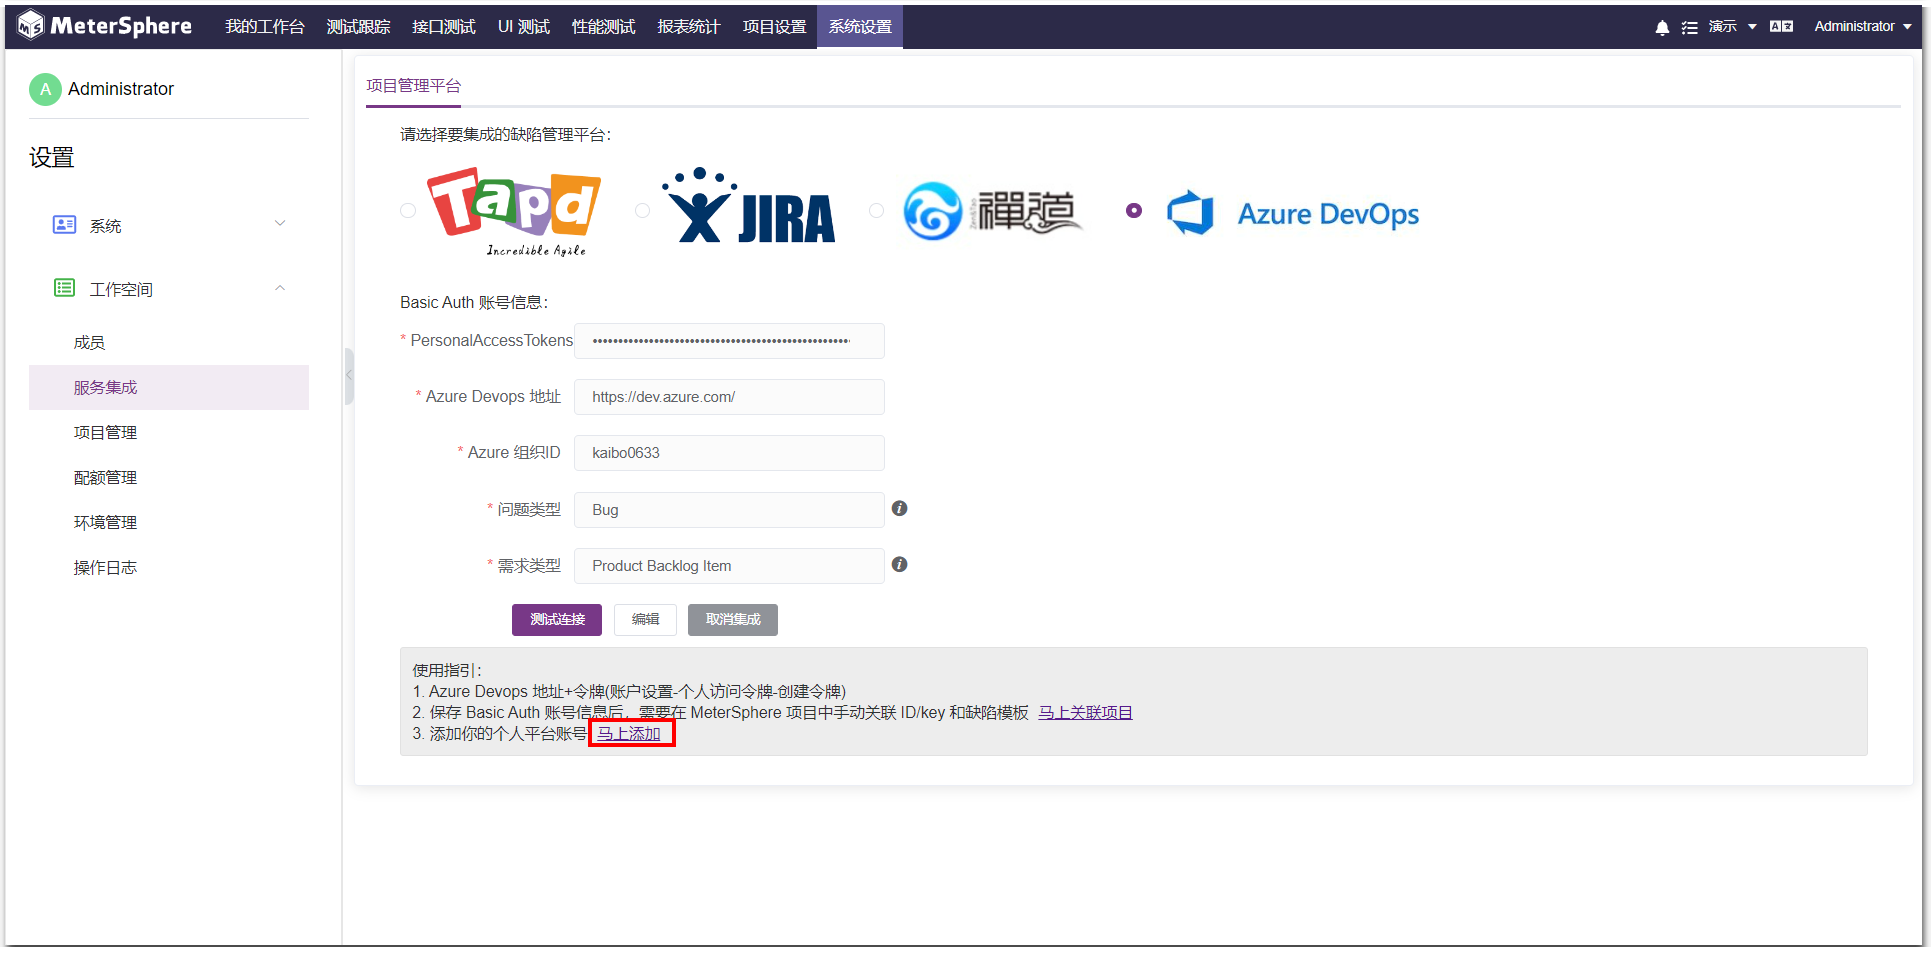 MeterSphere 我的工作台 测试跟踪 接口测试 UI 测试 性能测试 报表统计 项目设置 系统设置 演示 Administrator
A Administrator
设置
系统
工作空间
成员
服务集成
项目管理
配额管理
环境管理
操作日志
项目管理平台
请选择要集成的缺陷管理平台:
Tapd Incredible Agile JIRA 禪道 Azure DevOps
Basic Auth 账号信息:
* PersonalAccessTokens ••••••••••••••••••••••••••••••••••••••••••••••••••••
* Azure Devops 地址 https://dev.azure.com/
* Azure 组织ID kaibo0633
* 问题类型 Bug
* 需求类型 Product Backlog Item
测试连接 编辑 取消集成
使用指引:
1. Azure Devops 地址+令牌(账户设置-个人访问令牌-创建令牌)
2. 保存 Basic Auth 账号信息后，需要在 MeterSphere 项目中手动关联 ID/key 和缺陷模板 马上关联项目
3. 添加你的个人平台账号 马上添加